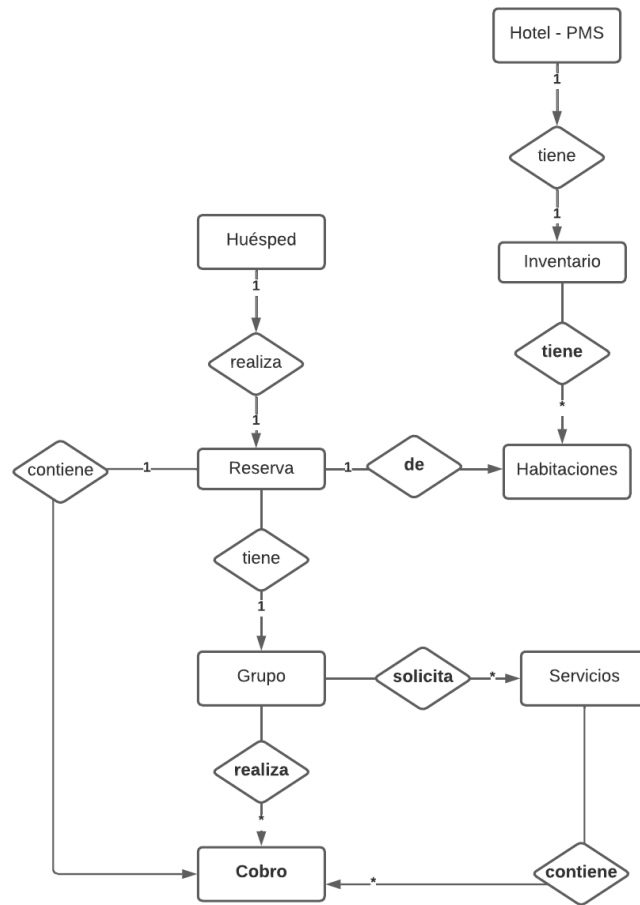 Hotel - PMS
1
tiene
1
Huésped
Inventario
1
tiene
realiza
*
1
contiene
1
Reserva
1
de
Habitaciones
tiene
1
Grupo
solicita
*
Servicios
realiza
*
Cobro
*
contiene